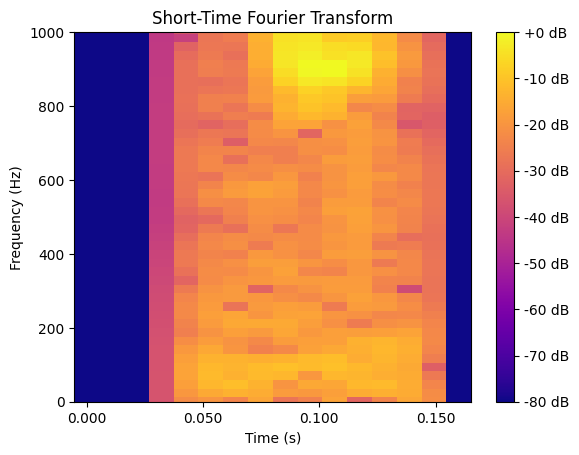 Short-Time Fourier Transform
1000
800
600
400
200
0
Frequency (Hz)
0.000
0.050
0.100
0.150
Time (s)
+0 dB
-10 dB
-20 dB
-30 dB
-40 dB
-50 dB
-60 dB
-70 dB
-80 dB